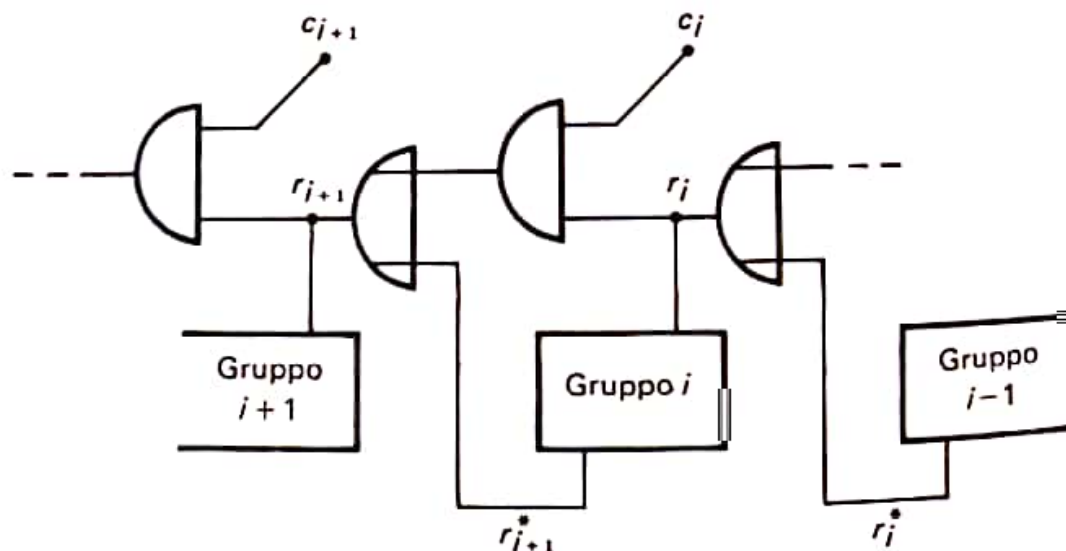 c_{i+1}
c_i
r_{i+1}
r_i
Gruppo
i+1
Gruppo i
Gruppo
i−1
r^*_{i+1}
r^*_i